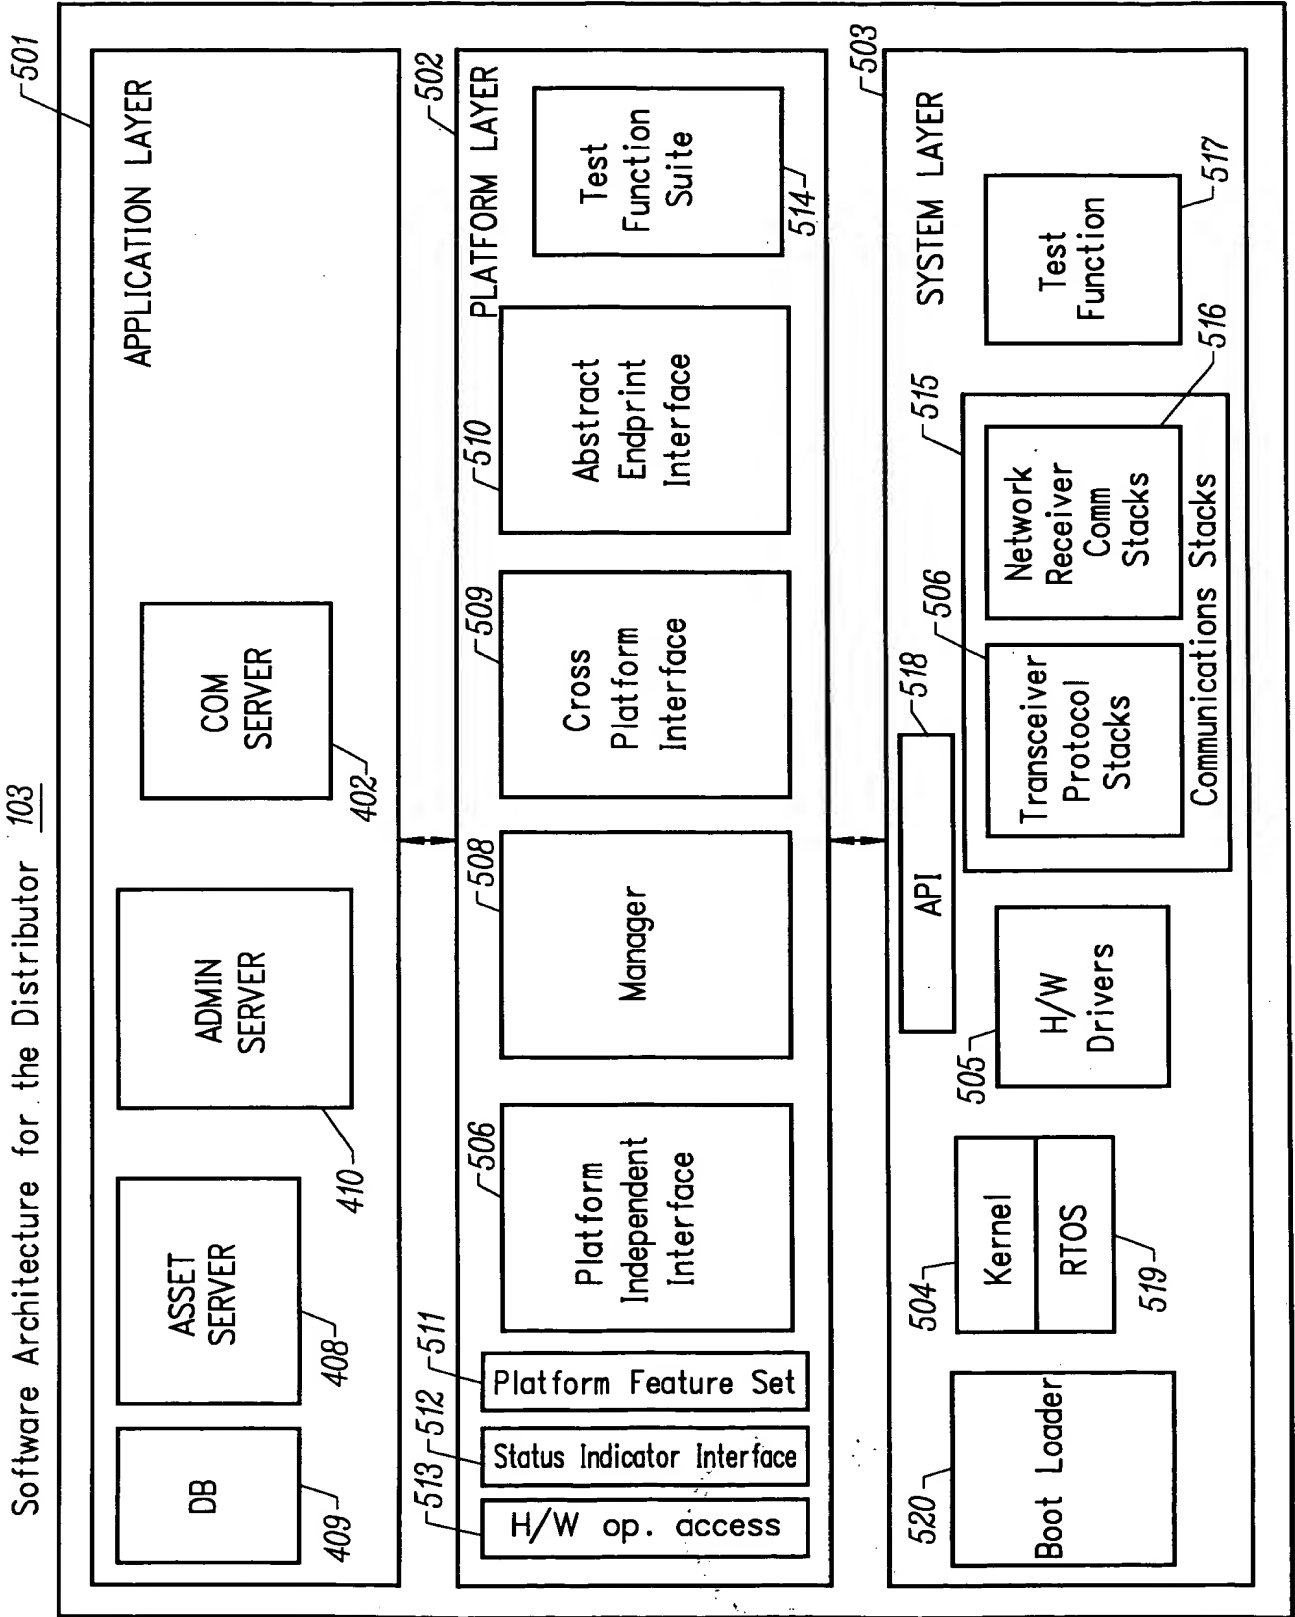 Software Architecture for the Distributor 103
501
APPLICATION LAYER
DB
409
ASSET
SERVER
408
ADMIN
SERVER
410
COM
SERVER
402
502
PLATFORM LAYER
513
H/W op. access
512
Status Indicator Interface
511
Platform Feature Set
506
Platform
Independent
Interface
508
Manager
509
Cross
Platform
Interface
510
Abstract
Endprint
Interface
Test
Function
Suite
514
503
SYSTEM LAYER
520
Boot Loader
504
Kernel
RTOS
519
505
H/W
Drivers
API
518
515
506
Transceiver
Protocol
Stacks
Network
Receiver
Comm
Stacks
516
Communications Stacks
Test
Function
517